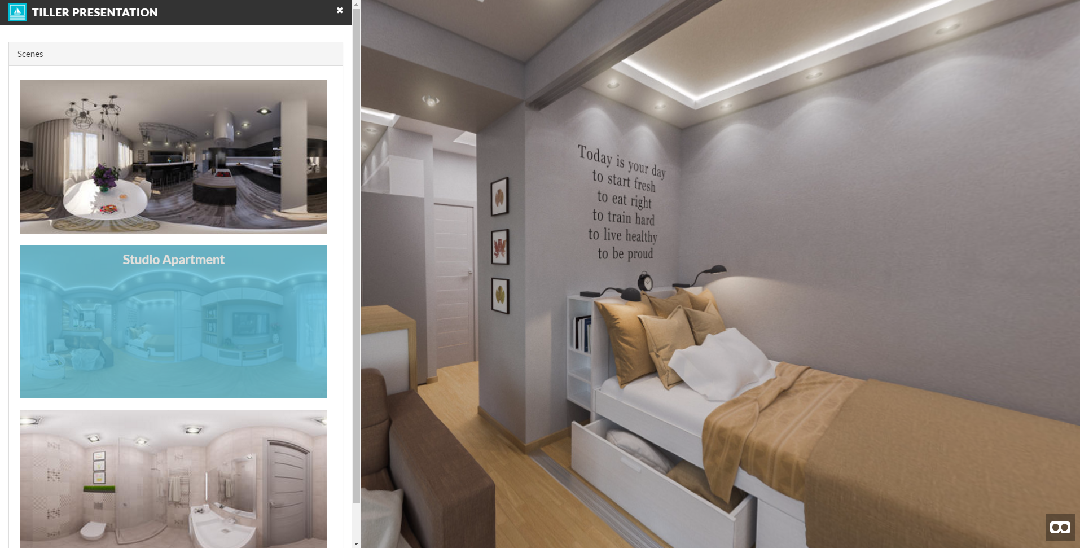 TILLER PRESENTATION
Scenes
Studio Apartment
Today is your day
to start fresh
to eat right
to train hard
to live healthy
to be proud